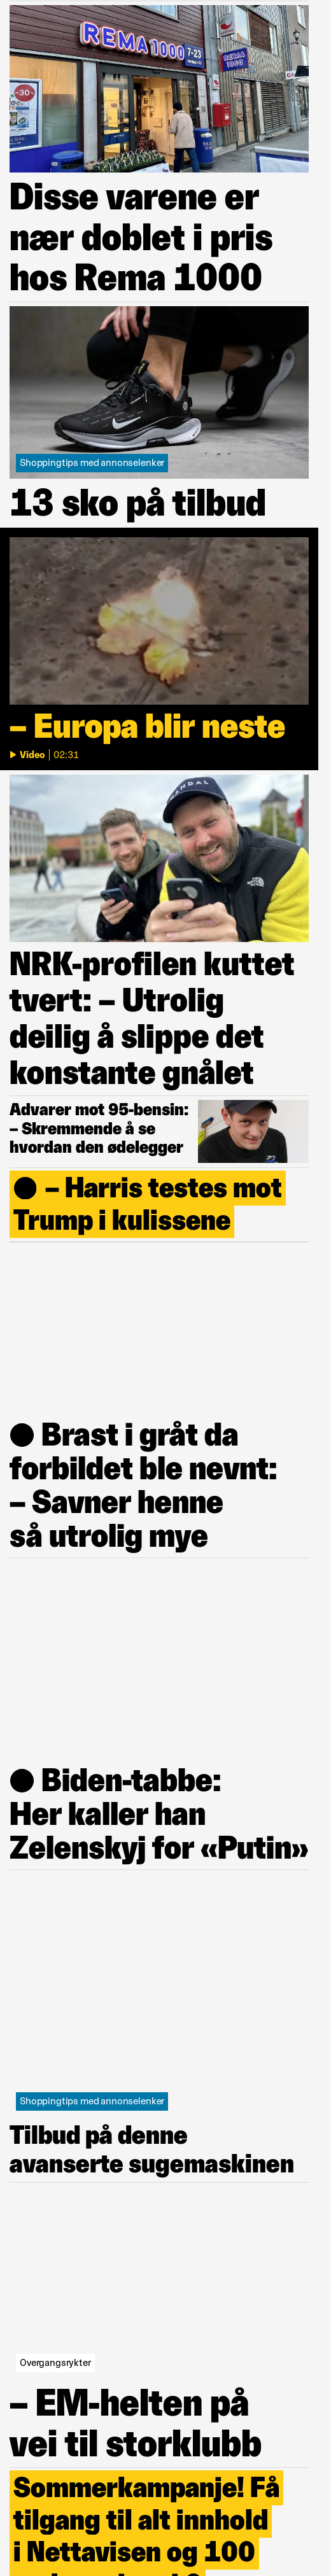 REMA 1000
7-23
REMA
1000
-30%
Disse varene er
nær doblet i pris
hos Rema 1000
Shoppingtips med annonselenker
13 sko på tilbud
– Europa blir neste
Video | 02:31
NRK-profilen kuttet
tvert: – Utrolig
deilig å slippe det
konstante gnålet
Advarer mot 95-bensin:
– Skremmende å se
hvordan den ødelegger
● – Harris testes mot
Trump i kulissene
● Brast i gråt da
forbildet ble nevnt:
– Savner henne
så utrolig mye
● Biden-tabbe:
Her kaller han
Zelenskyj for «Putin»
Shoppingtips med annonselenker
Tilbud på denne
avanserte sugemaskinen
Overgangsrykter
– EM-helten på
vei til storklubb
Sommerkampanje! Få
tilgang til alt innhold
i Nettavisen og 100